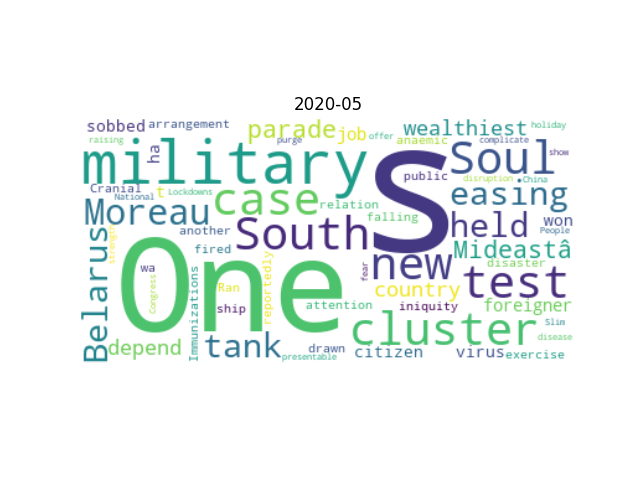 2020-05
sobbed arrangement parade job offer wealthiest holiday
raising purge anaemic complicate
military S Soul show
ha public disruption China
Cranial National Lockdowns t case relation easing
Moreau falling held won People
another South Mideastâ
strength fired reportedly fear new disaster
Belarus One wa Congress Ran country test
Immunizations ship attention iniquity foreigner
cluster Slim
depend tank drawn citizen virus exercise disease
presentable